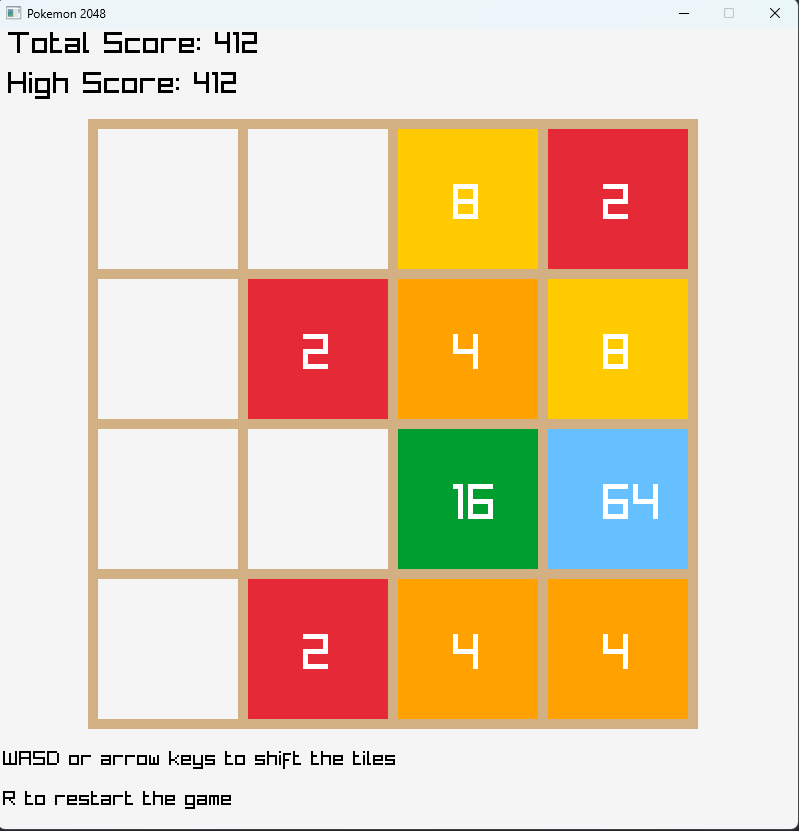 Pokemon 2048
Total Score: 412
High Score: 412
8 2
2 4 8
16 64
2 4 4
WASD or arrow keys to shift the tiles
R to restart the game